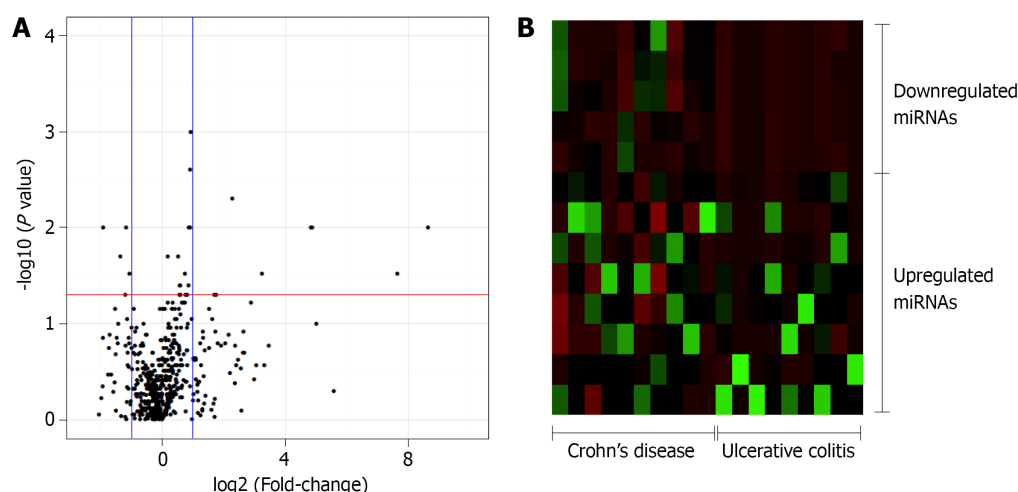 A
4
3
2
1
0
-log10 (P value)
0 4 8
log2 (Fold-change)
B
Downregulated
miRNAs
Upregulated
miRNAs
Crohn’s disease
Ulcerative colitis